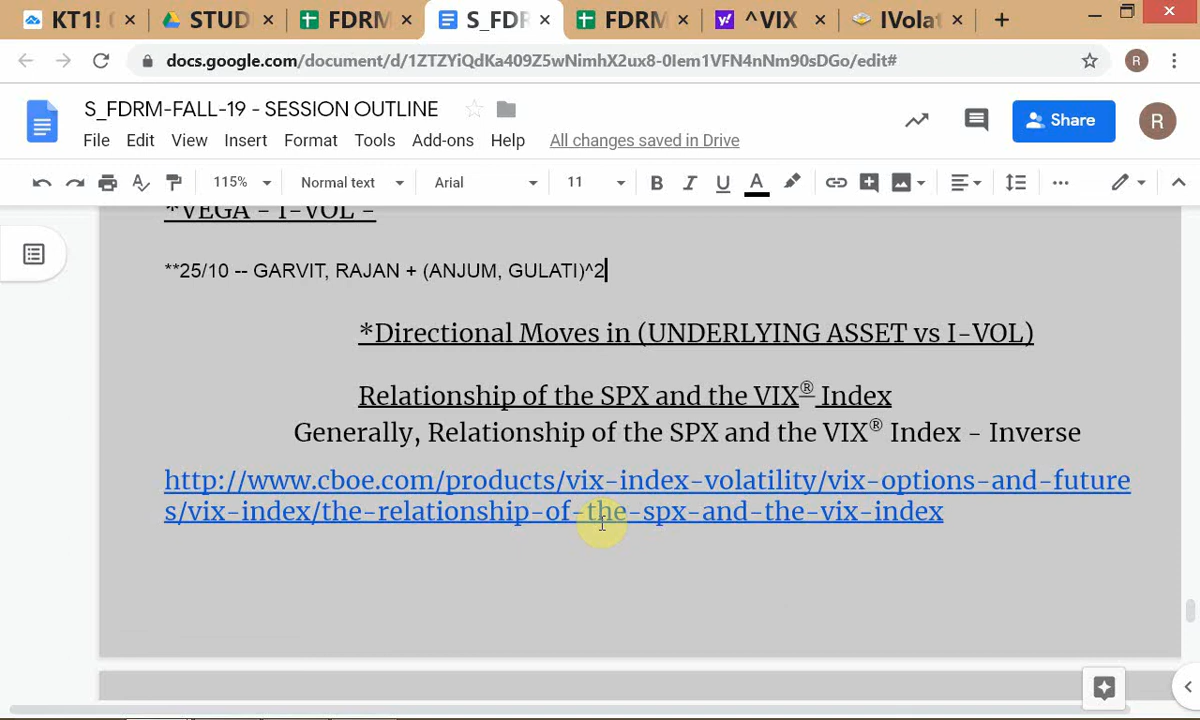 KT1!
STUD
FDRM
S_FDR
FDRM
^VIX
IVolat
docs.google.com/document/d/1ZTZYiQdKa409Z5wNimhX2ux8-0Iem1VFN4nNm90sDGo/edit#
R
S_FDRM-FALL-19 - SESSION OUTLINE
File Edit View Insert Format Tools Add-ons Help All changes saved in Drive
Share
R
115% Normal text Arial 11 B I U A
*VEGA - I-VOL -
**25/10 -- GARVIT, RAJAN + (ANJUM, GULATI)^2
*Directional Moves in (UNDERLYING ASSET vs I-VOL)
Relationship of the SPX and the VIX® Index
Generally, Relationship of the SPX and the VIX® Index - Inverse
http://www.cboe.com/products/vix-index-volatility/vix-options-and-future
s/vix-index/the-relationship-of-the-spx-and-the-vix-index